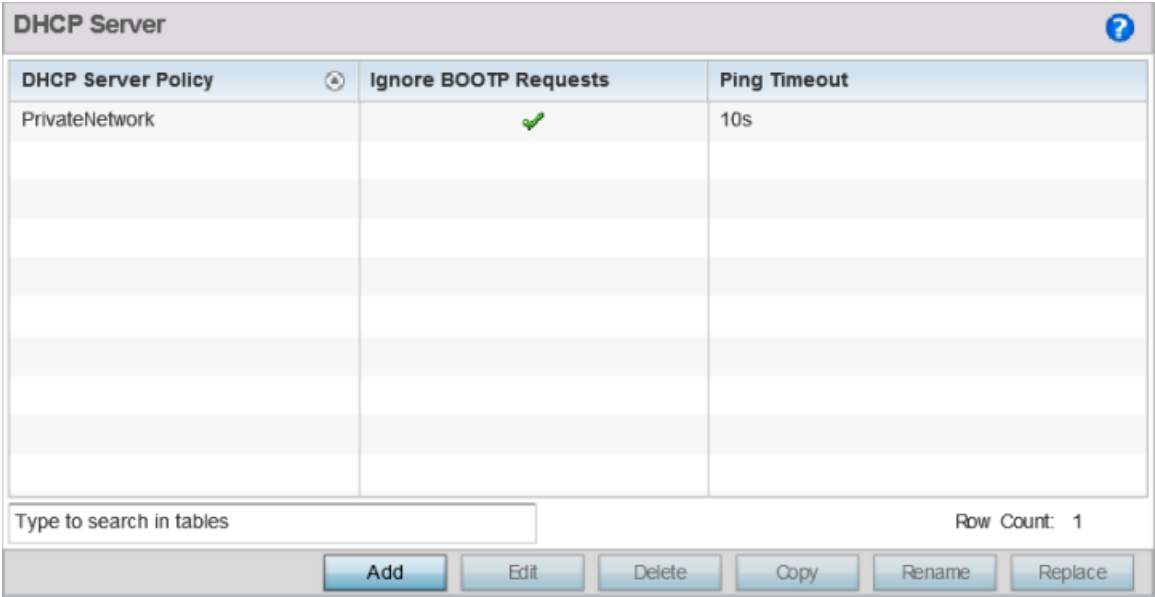 DHCP Server
?
DHCP Server Policy Ignore BOOTP Requests Ping Timeout
PrivateNetwork 10s
Type to search in tables Row Count: 1
Add Edit Delete Copy Rename Replace